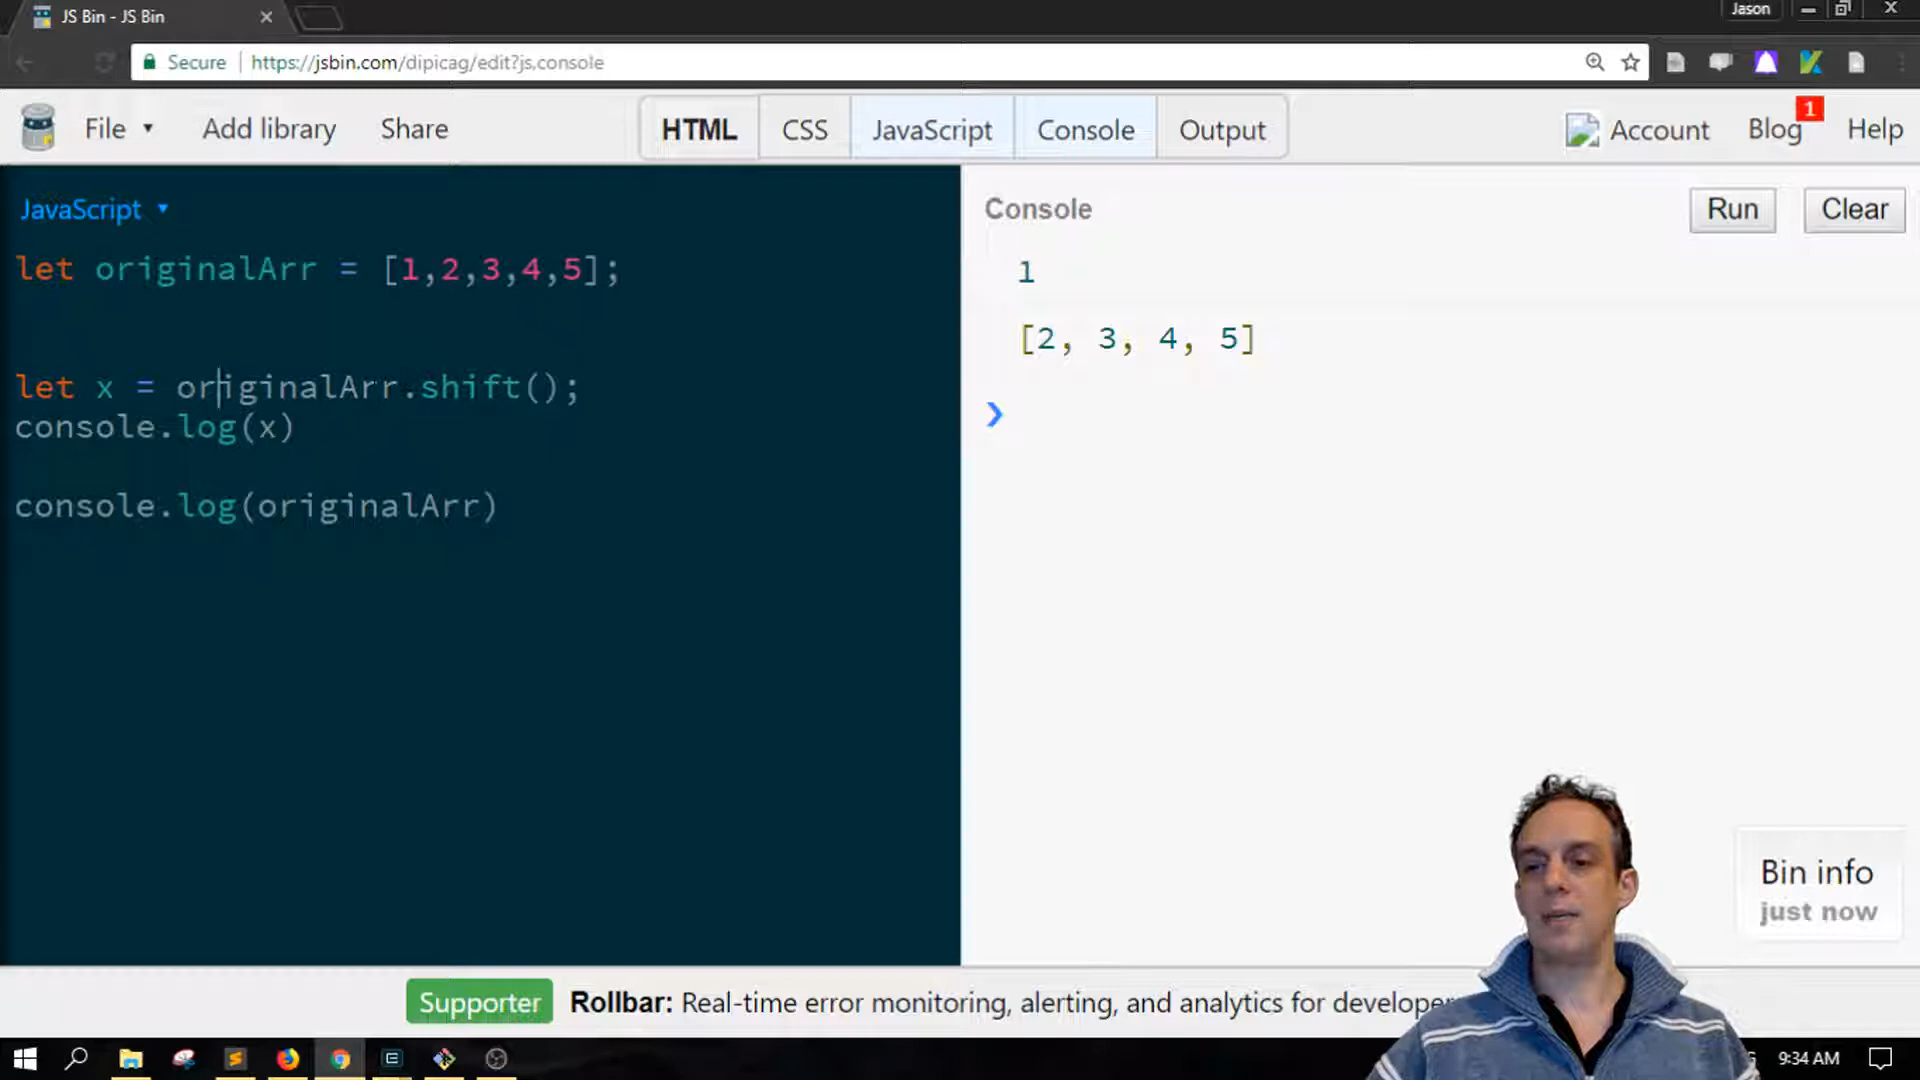 JS Bin - JS Bin
Jason
Secure https://jsbin.com/dipicag/edit?js,console
File Add library Share HTML CSS JavaScript Console Output Account Blog 1 Help
JavaScript
let originalArr = [1,2,3,4,5];
let x = originalArr.shift();
console.log(x)
console.log(originalArr)
Console Run Clear
1
[2, 3, 4, 5]
Bin info
just now
Supporter Rollbar: Real-time error monitoring, alerting, and analytics for
9:34 AM